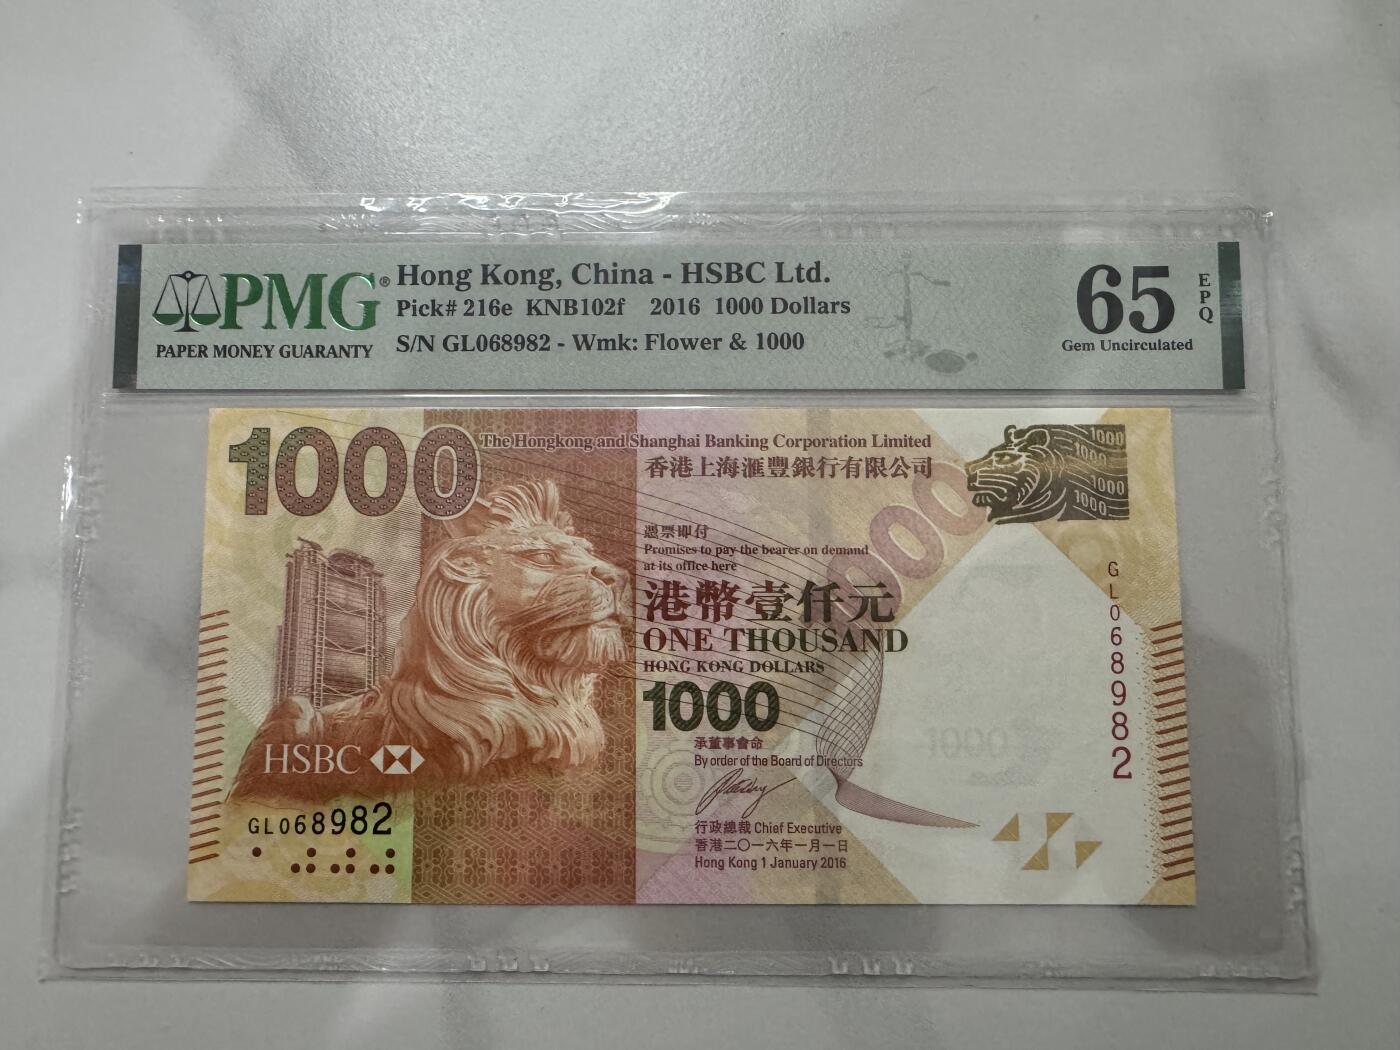 PMG®
PAPER MONEY GUARANTY
Hong Kong, China - HSBC Ltd.
Pick# 216e KNB102f 2016 1000 Dollars
S/N GL068982 - Wmk: Flower & 1000
65
EPQ
Gem Uncirculated
1000
The Hongkong and Shanghai Banking Corporation Limited
香港上海滙豐銀行有限公司
1000
1000
1000
1000
1000
憑票即付
Promises to pay the bearer on demand
at its office here
港幣壹仟元
ONE THOUSAND
HONG KONG DOLLARS
1000
GL068982
1000
承董事會命
By order of the Board of Directors
HSBC
GL068982
行政總裁 Chief Executive
香港二〇一六年一月一日
Hong Kong 1 January 2016